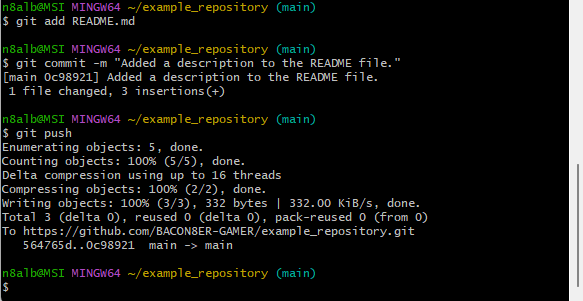 n8alb@MSI MINGW64 ~/example_repository (main)
$ git add README.md
n8alb@MSI MINGW64 ~/example_repository (main)
$ git commit -m "Added a description to the README file."
[main 0c98921] Added a description to the README file.
 1 file changed, 3 insertions(+)
n8alb@MSI MINGW64 ~/example_repository (main)
$ git push
Enumerating objects: 5, done.
Counting objects: 100% (5/5), done.
Delta compression using up to 16 threads
Compressing objects: 100% (2/2), done.
Writing objects: 100% (3/3), 332 bytes | 332.00 KiB/s, done.
Total 3 (delta 0), reused 0 (delta 0), pack-reused 0 (from 0)
To https://github.com/BACON8ER-GAMER/example_repository.git
   564765d..0c98921  main -> main
n8alb@MSI MINGW64 ~/example_repository (main)
$